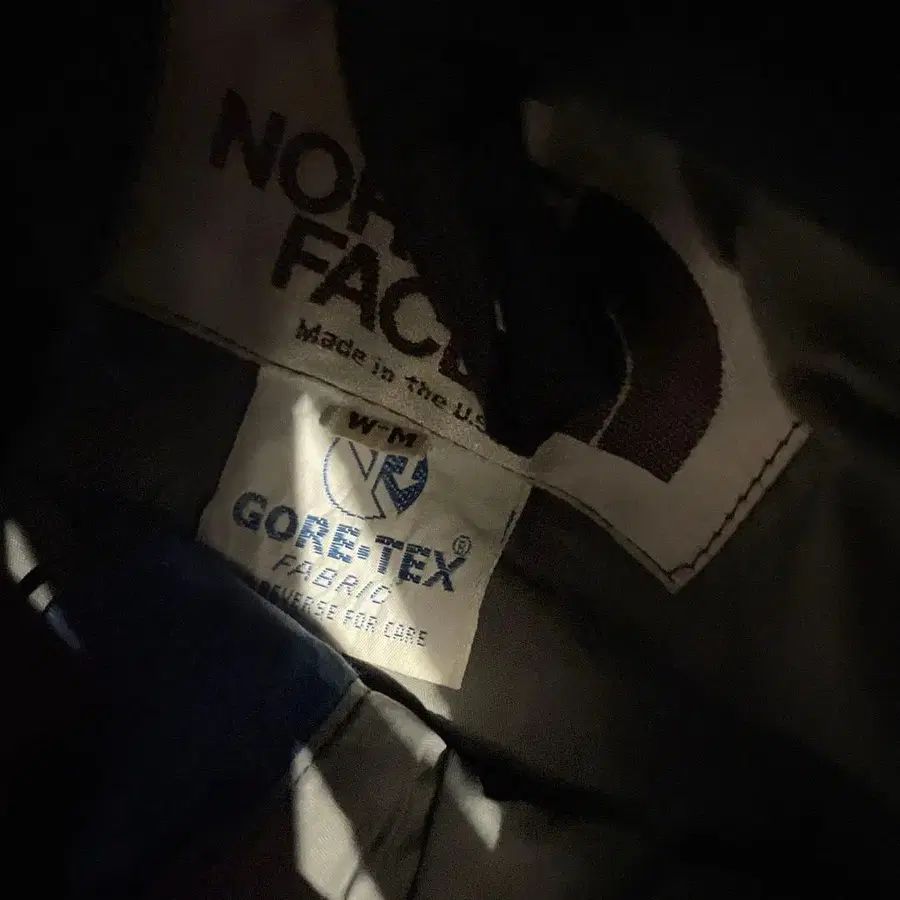 NOR
FACE
Made in the U.S
W-M
GORE-TEX®
FABRIC
REVERSE FOR CARE